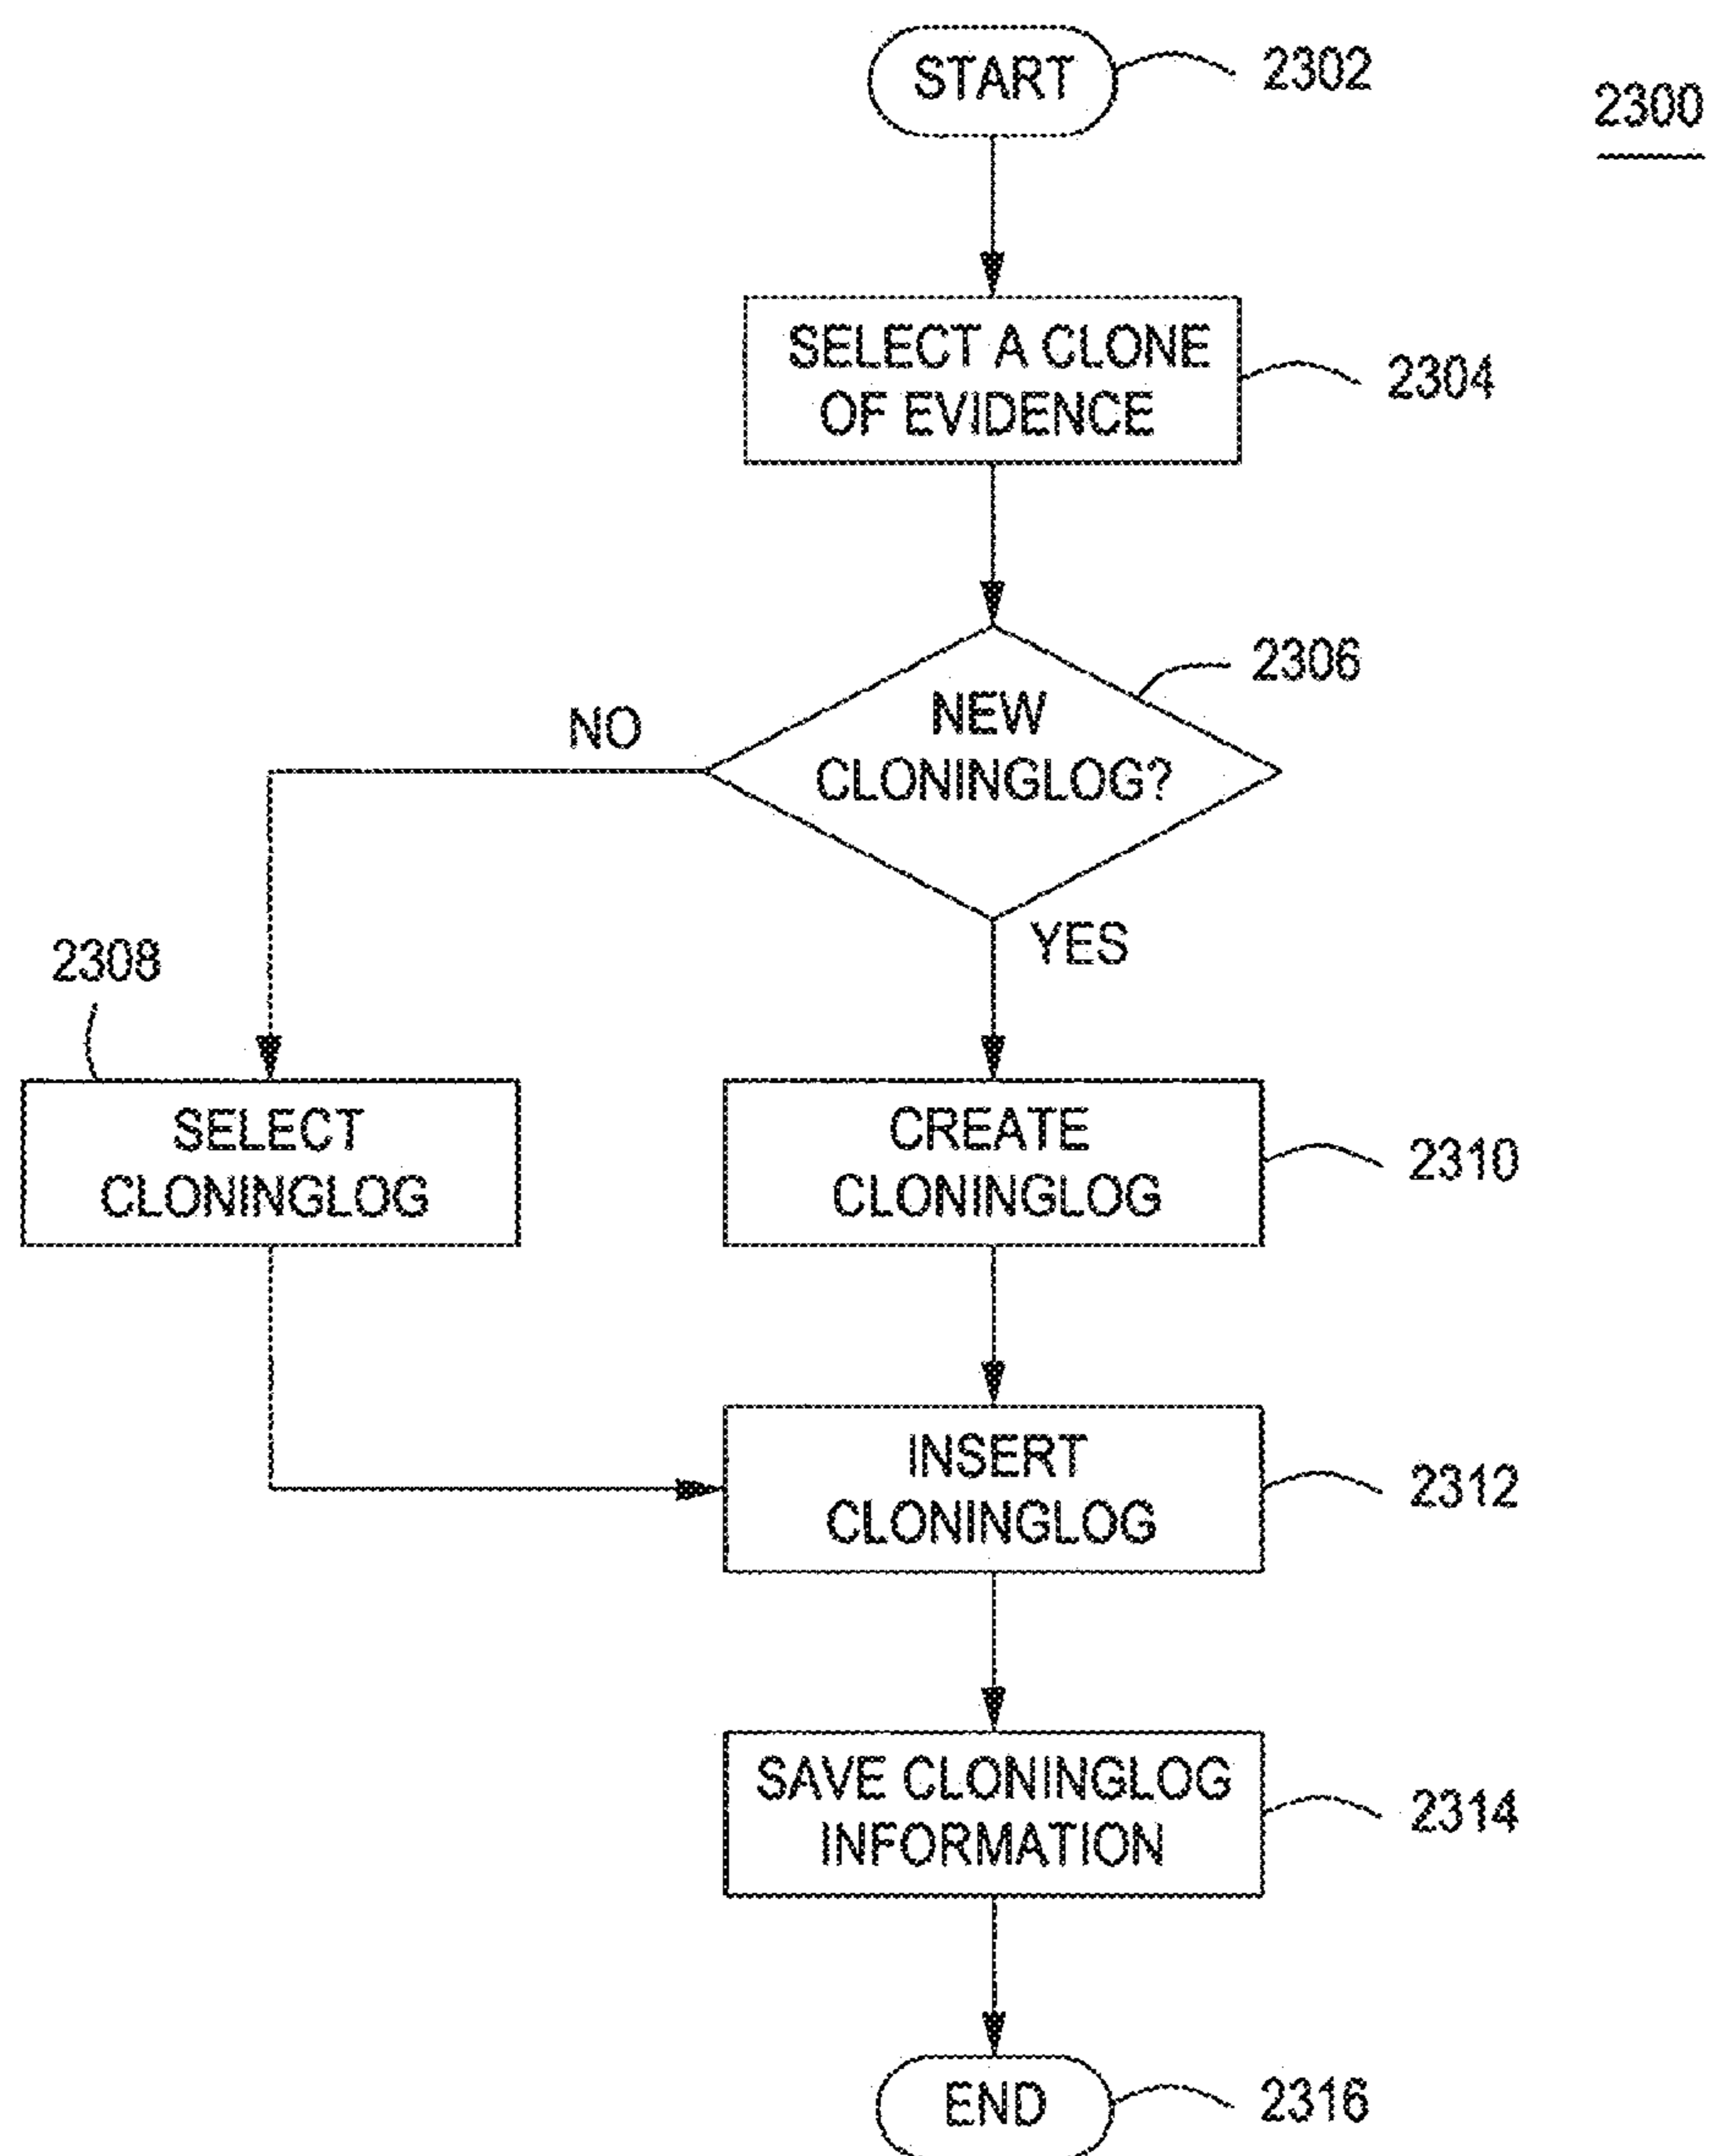 START
2302
2300
SELECT A CLONE
OF EVIDENCE
2304
2306
NEW
CLONINGLOG?
NO
YES
2308
SELECT
CLONINGLOG
CREATE
CLONINGLOG
2310
INSERT
CLONINGLOG
2312
SAVE CLONINGLOG
INFORMATION
2314
END
2316